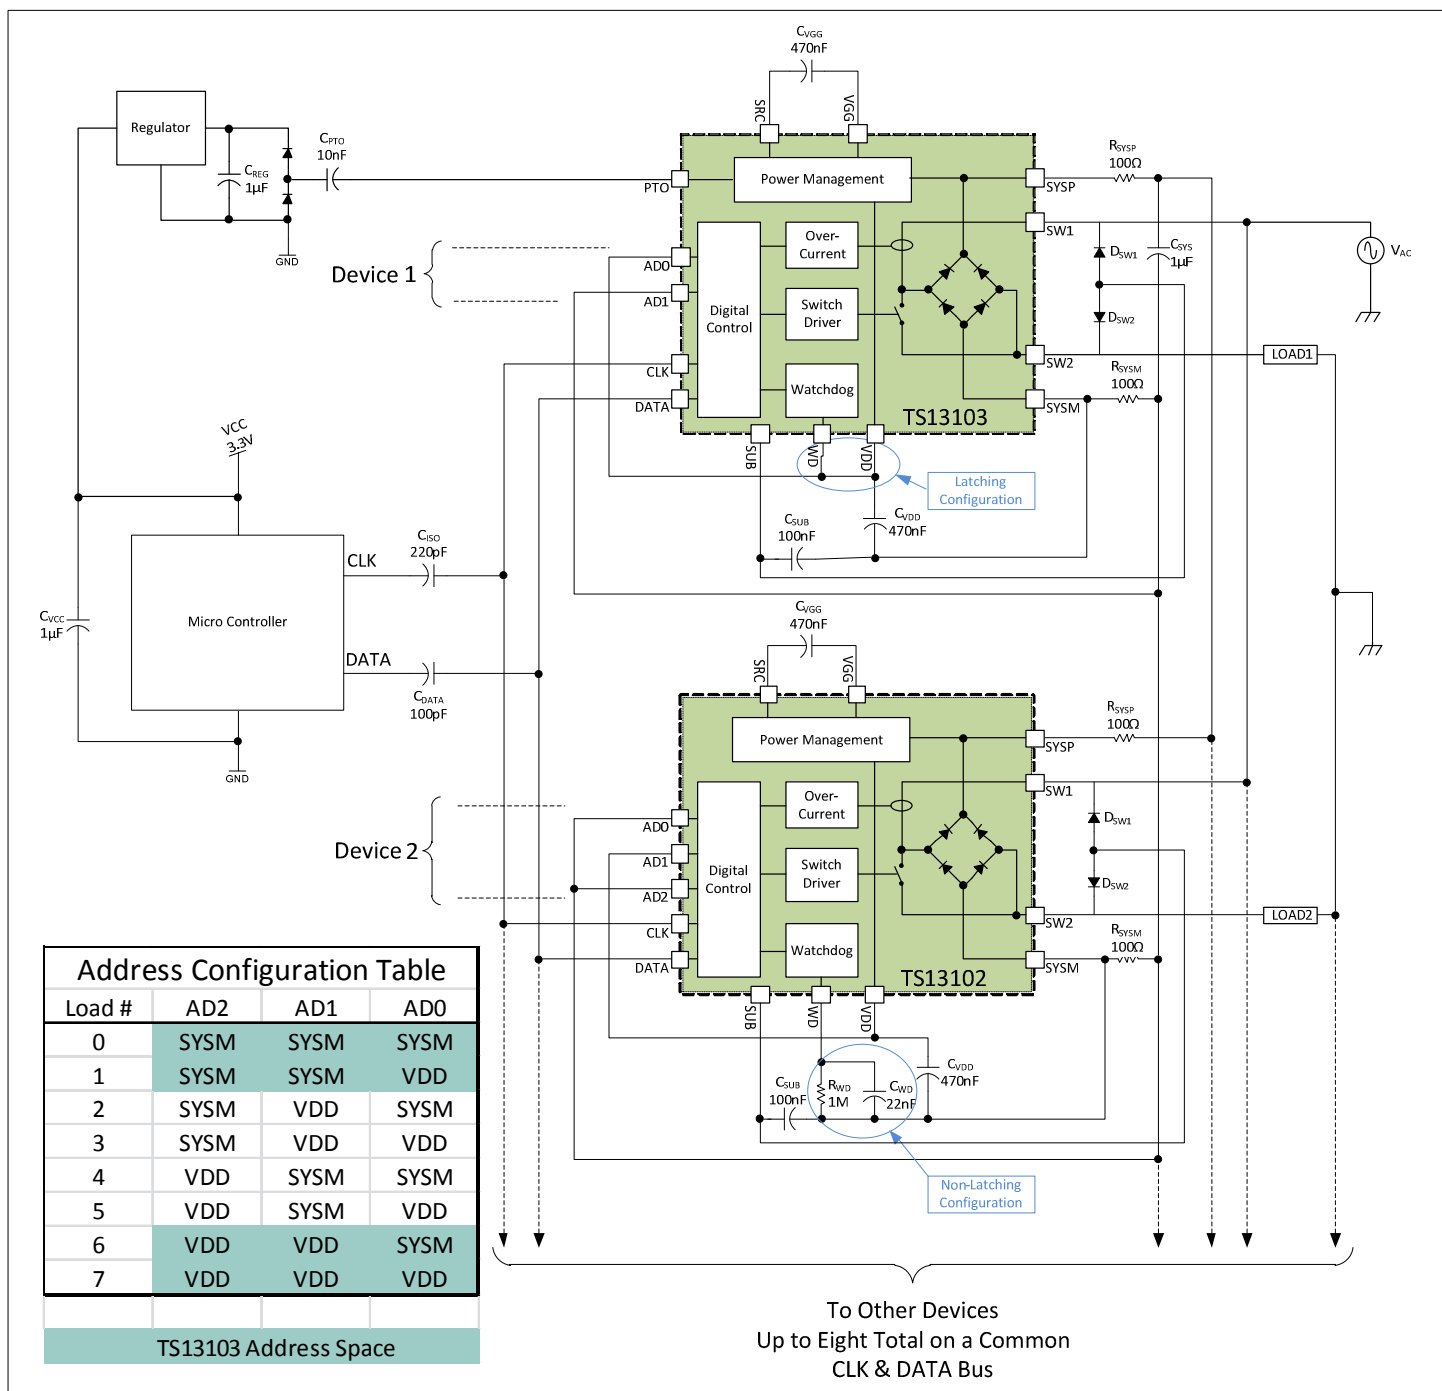 CVGG
470nF
SRC
VGG
Regulator
CPTO
10nF
CREG
1µF
GND
PTO
Power Management
SYSP
RSYSP
100Ω
SW1
Device 1
AD0
AD1
Digital
Control
Over-
Current
Switch
Driver
Watchdog
DSW1
DSW2
CSYS
1µF
VAC
CLK
DATA
SW2
LOAD1
RSYSM
100Ω
SYSM
TS13103
SUB
WD
VDD
Latching
Configuration
CSUB
100nF
CVDD
470nF
VCC
3.3V
CLK
CISO
220pF
Micro Controller
CVCC
1µF
DATA
CDATA
100pF
GND
CVGG
470nF
SRC
VGG
Power Management
SYSP
RSYSP
100Ω
SW1
Device 2
AD0
AD1
AD2
CLK
DATA
Digital
Control
Over-
Current
Switch
Driver
Watchdog
DSW1
DSW2
SW2
LOAD2
RSYSM
100Ω
SYSM
TS13102
SUB
WD
VDD
CSUB
100nF
RWD
1M
CWD
22nF
CVDD
470nF
Non-Latching
Configuration
Address Configuration Table
Load # AD2 AD1 AD0
0 SYSM SYSM SYSM
1 SYSM SYSM VDD
2 SYSM VDD SYSM
3 SYSM VDD VDD
4 VDD SYSM SYSM
5 VDD SYSM VDD
6 VDD VDD SYSM
7 VDD VDD VDD
TS13103 Address Space
To Other Devices
Up to Eight Total on a Common
CLK & DATA Bus